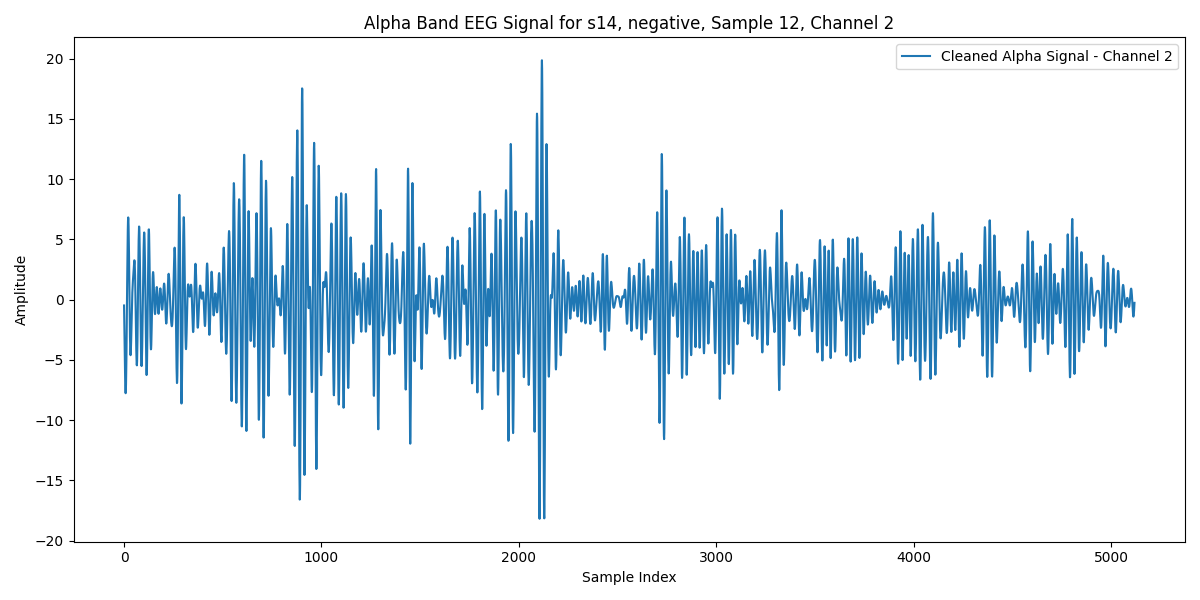 Alpha Band EEG Signal for s14, negative, Sample 12, Channel 2
Cleaned Alpha Signal - Channel 2
Amplitude
20
15
10
5
0
−5
−10
−15
−20
0 1000 2000 3000 4000 5000
Sample Index